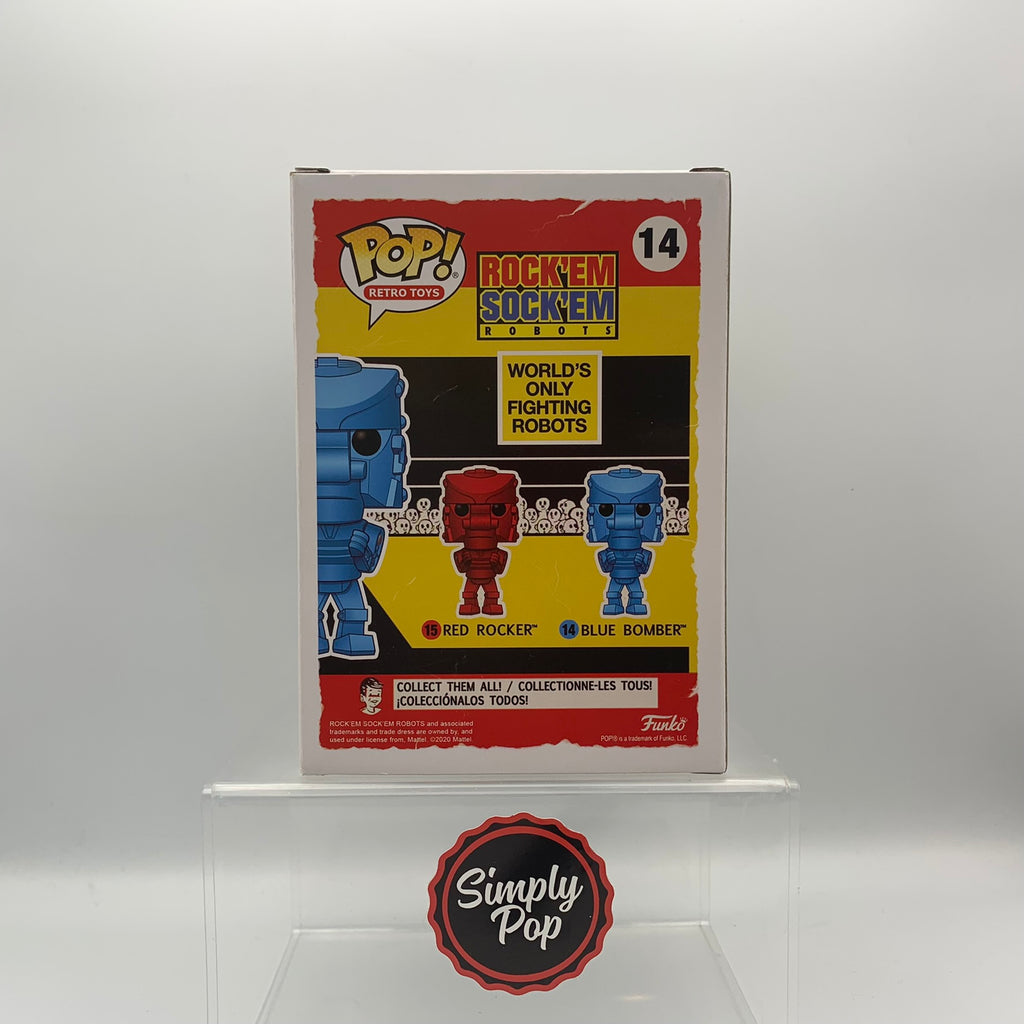 POP!®
RETRO TOYS
14
ROCK'EM
SOCK'EM
ROBOTS
WORLD'S
ONLY
FIGHTING
ROBOTS
15 RED ROCKER™
14 BLUE BOMBER™
COLLECT THEM ALL! / COLLECTIONNE-LES TOUS!
¡COLECCIÓNALOS TODOS!
ROCK'EM SOCK'EM ROBOTS and associated
trademarks and trade dress are owned by, and
used under license from, Mattel. ©2020 Mattel.
Funko
POP!® is a trademark of Funko, LLC
Simply
Pop